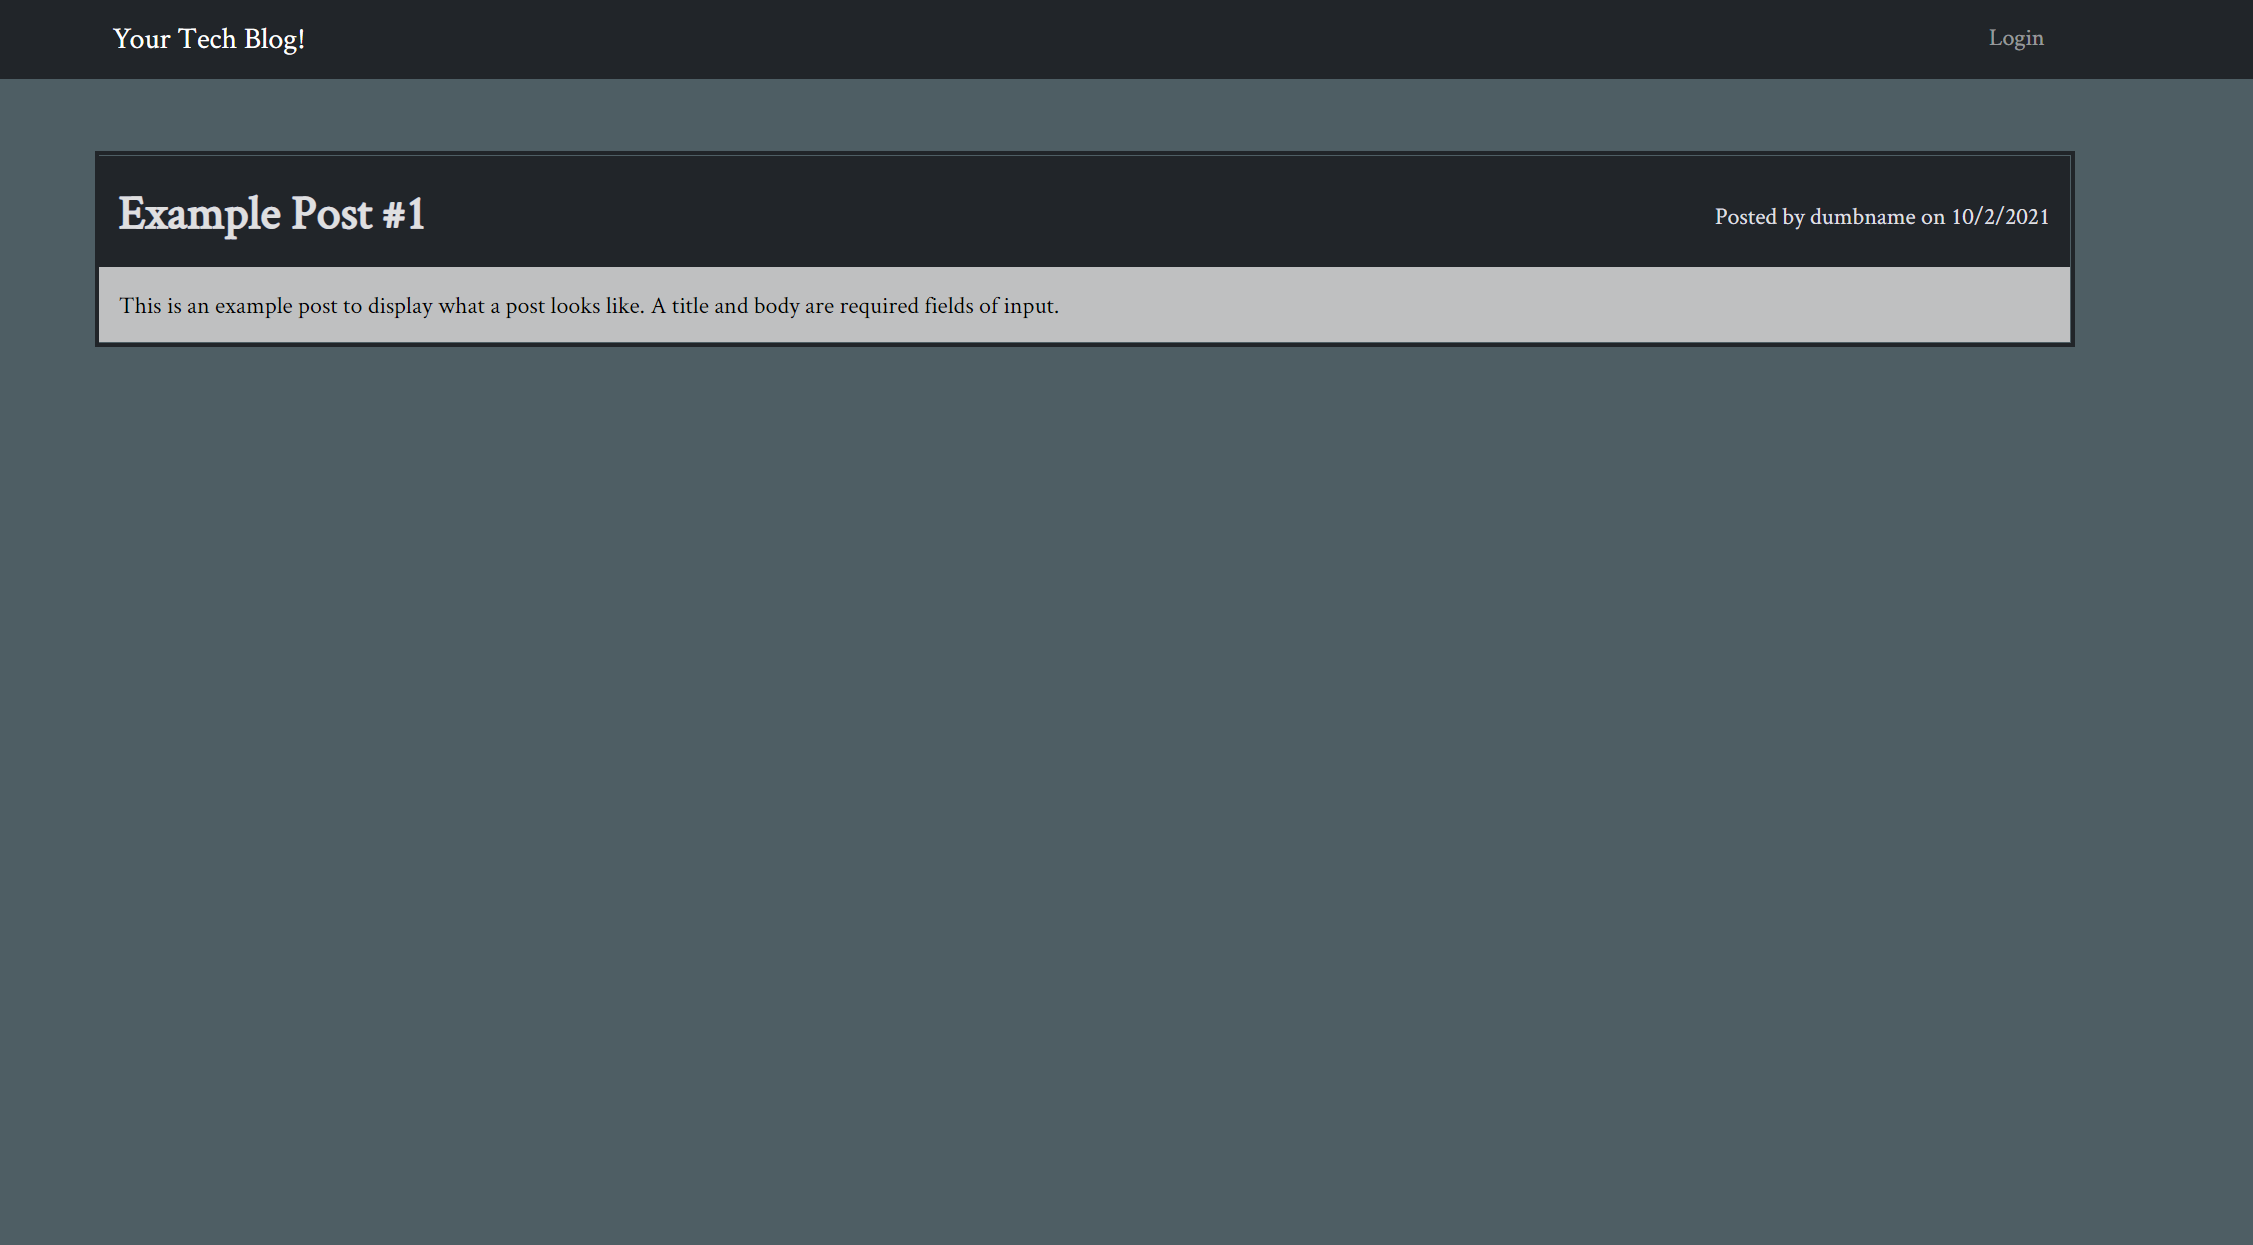 Your Tech Blog!
Login
Example Post #1
Posted by dumbname on 10/2/2021
This is an example post to display what a post looks like. A title and body are required fields of input.